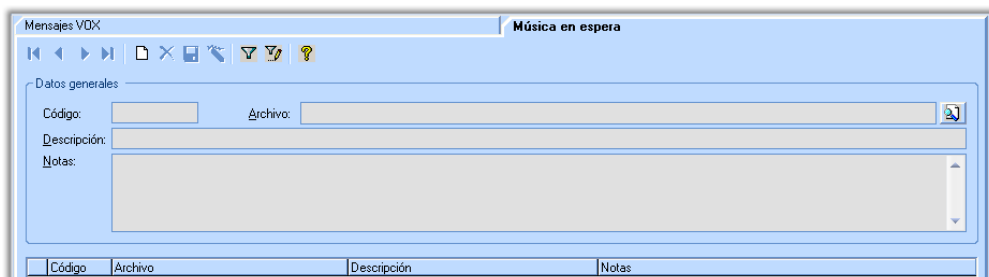 Mensajes VOX Música en espera
Datos generales
Código: Archivo:
Descripción:
Notas:
Código Archivo Descripción Notas